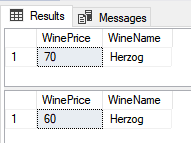 Results Messages
WinePrice WineName
1 70 Herzog
WinePrice WineName
1 60 Herzog